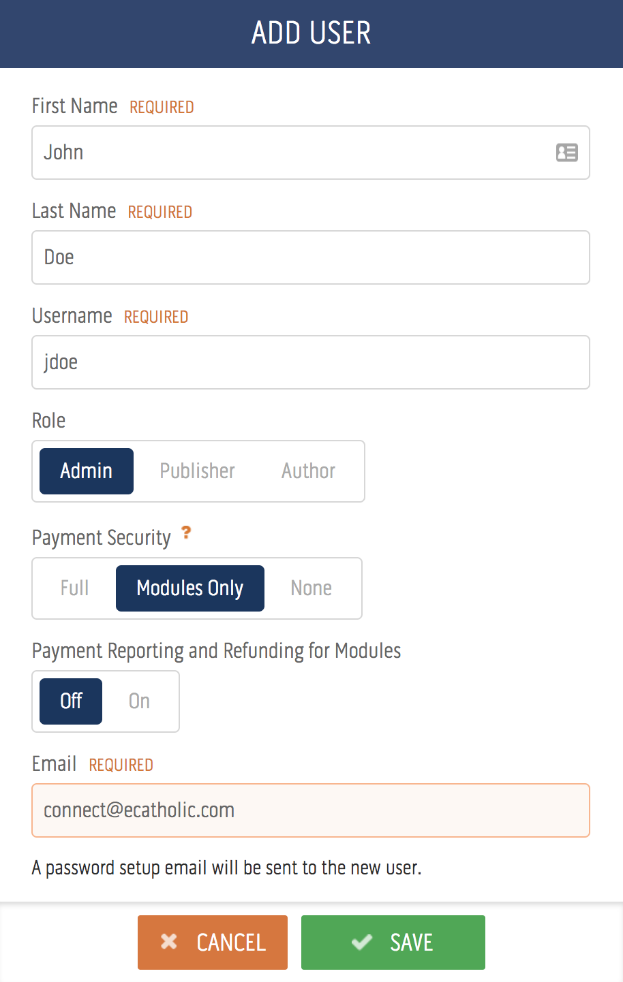 ADD USER
First Name REQUIRED
John
Last Name REQUIRED
Doe
Username REQUIRED
jdoe
Role
Admin Publisher Author
Payment Security ?
Full Modules Only None
Payment Reporting and Refunding for Modules
Off On
Email REQUIRED
connect@ecatholic.com
A password setup email will be sent to the new user.
CANCEL SAVE